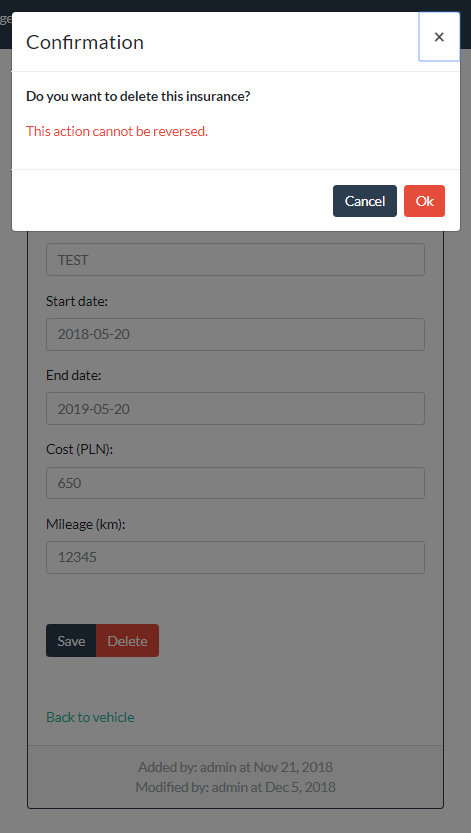 ge
Confirmation
×
Do you want to delete this insurance?
This action cannot be reversed.
Cancel
Ok
TEST
Start date:
2018-05-20
End date:
2019-05-20
Cost (PLN):
650
Mileage (km):
12345
Save
Delete
Back to vehicle
Added by: admin at Nov 21, 2018
Modified by: admin at Dec 5, 2018